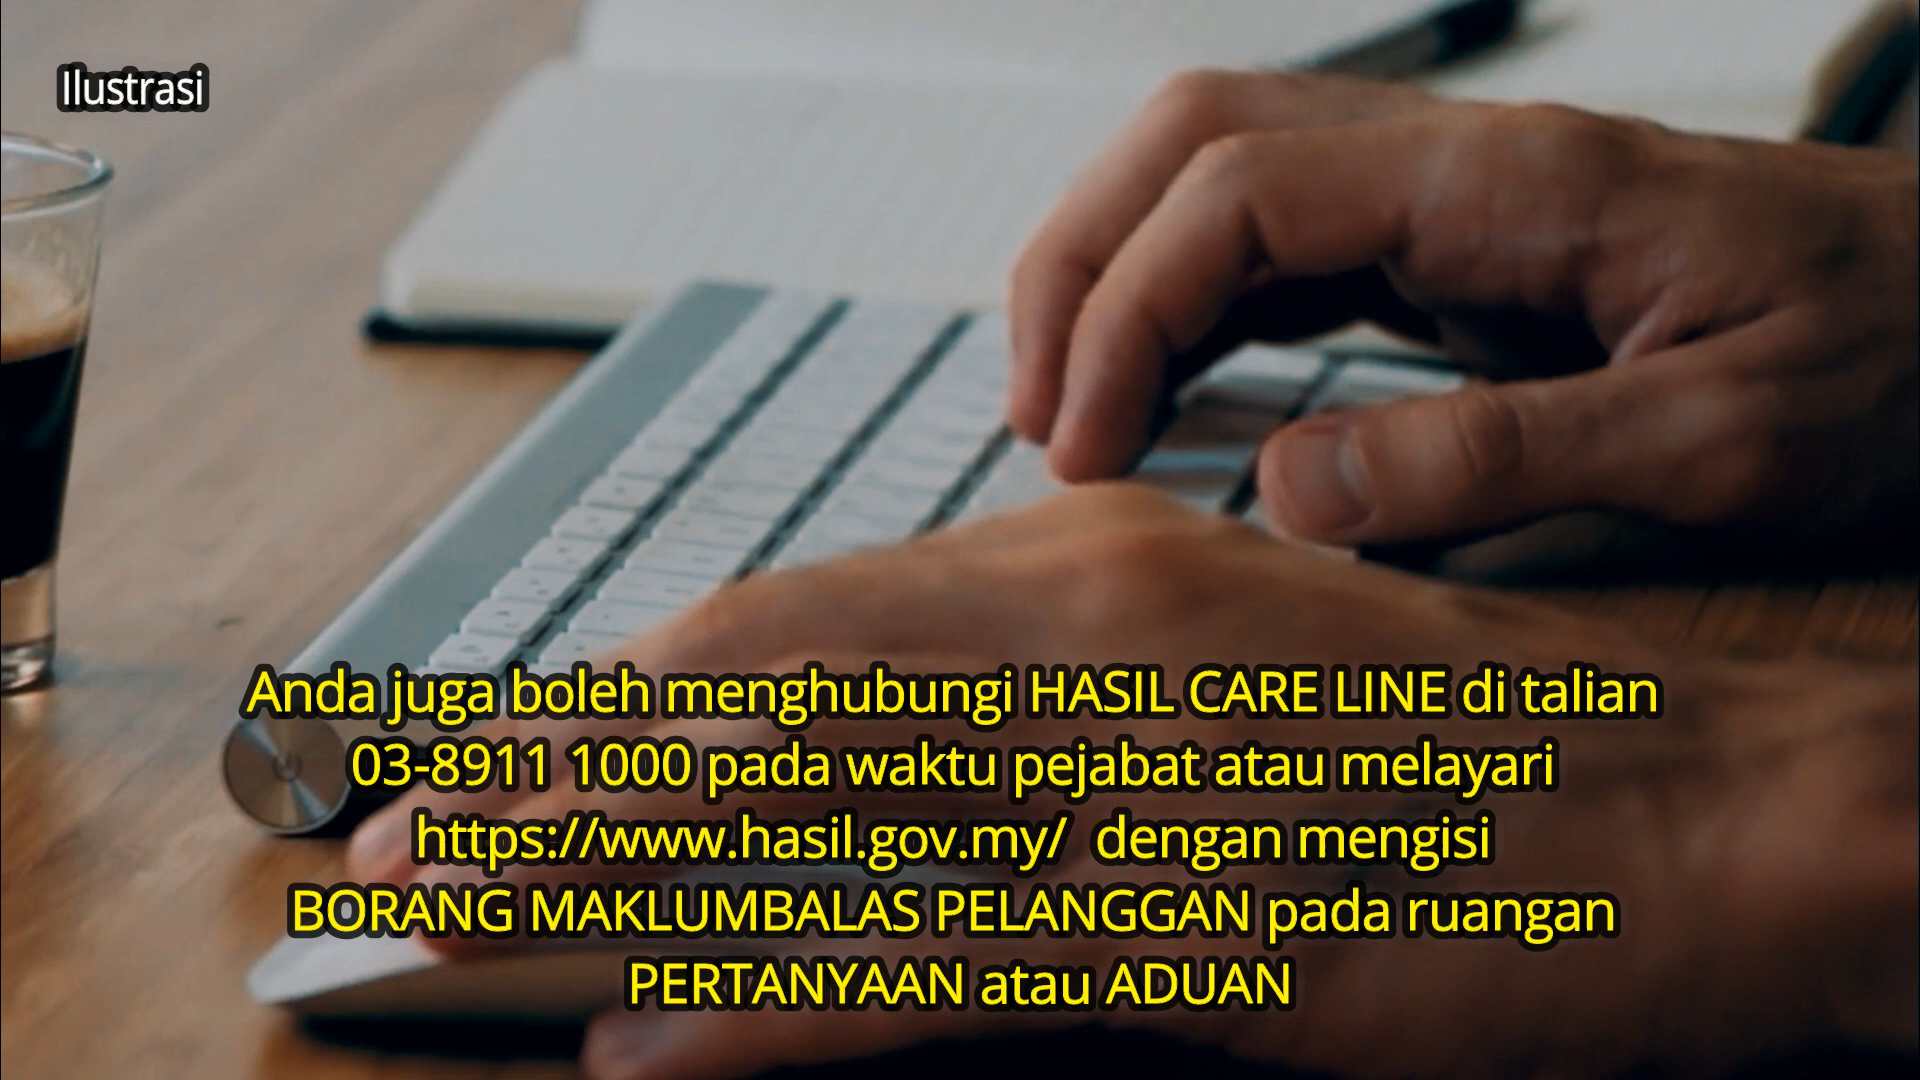 Ilustrasi
Anda juga boleh menghubungi HASIL CARE LINE di talian
03-8911 1000 pada waktu pejabat atau melayari
https://www.hasil.gov.my/ dengan mengisi
BORANG MAKLUMBALAS PELANGGAN pada ruangan
PERTANYAAN atau ADUAN